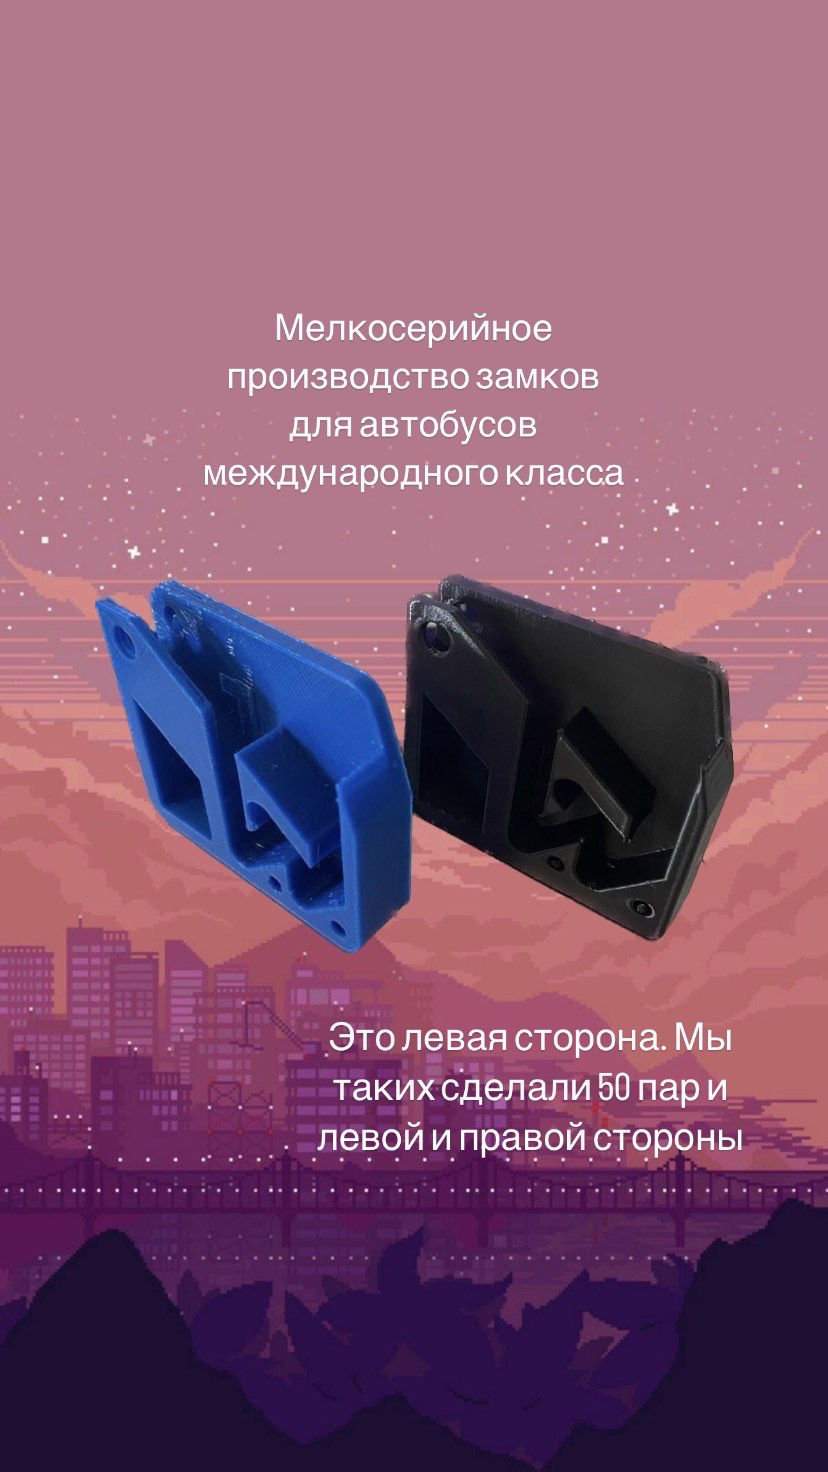 Мелкосерийное
производство замков
для автобусов
международного класса
Это левая сторона. Мы
таких сделали 50 пар и
левой и правой стороны